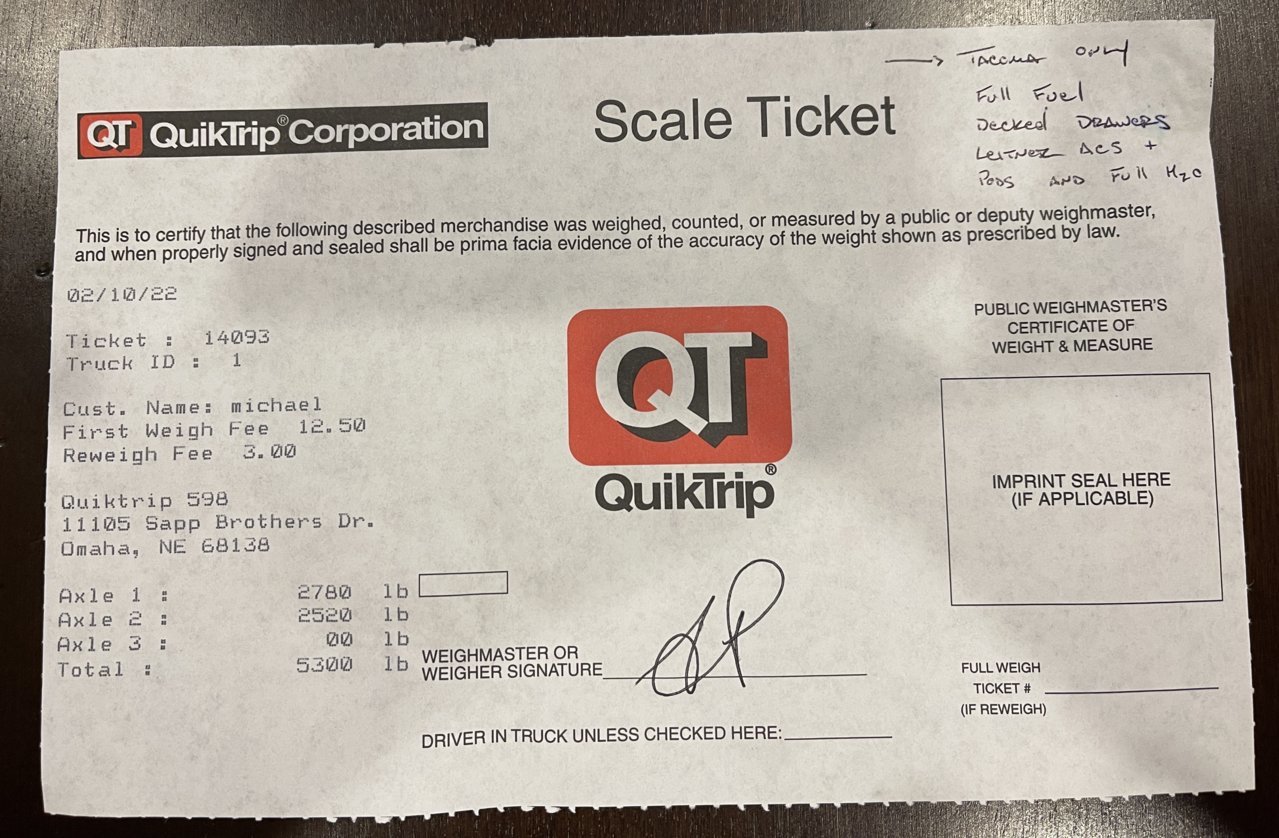 → TACOMA ONLY
Full Fuel
Decked DRAWERS
LEITNER ACS +
PODS AND Full H2O
QT QuikTrip® Corporation
Scale Ticket
This is to certify that the following described merchandise was weighed, counted, or measured by a public or deputy weighmaster,
and when properly signed and sealed shall be prima facia evidence of the accuracy of the weight shown as prescribed by law.
02/10/22
Ticket : 14093
Truck ID : 1
Cust. Name: michael
First Weigh Fee 12.50
Reweigh Fee 3.00
Quiktrip 598
11105 Sapp Brothers Dr.
Omaha, NE 68138
Axle 1 : 2780 lb
Axle 2 : 2520 lb
Axle 3 : 00 lb
Total : 5300 lb
QT
QuikTrip®
WEIGHMASTER OR
WEIGHER SIGNATURE
DRIVER IN TRUCK UNLESS CHECKED HERE:
PUBLIC WEIGHMASTER'S
CERTIFICATE OF
WEIGHT & MEASURE
IMPRINT SEAL HERE
(IF APPLICABLE)
FULL WEIGH
TICKET #
(IF REWEIGH)